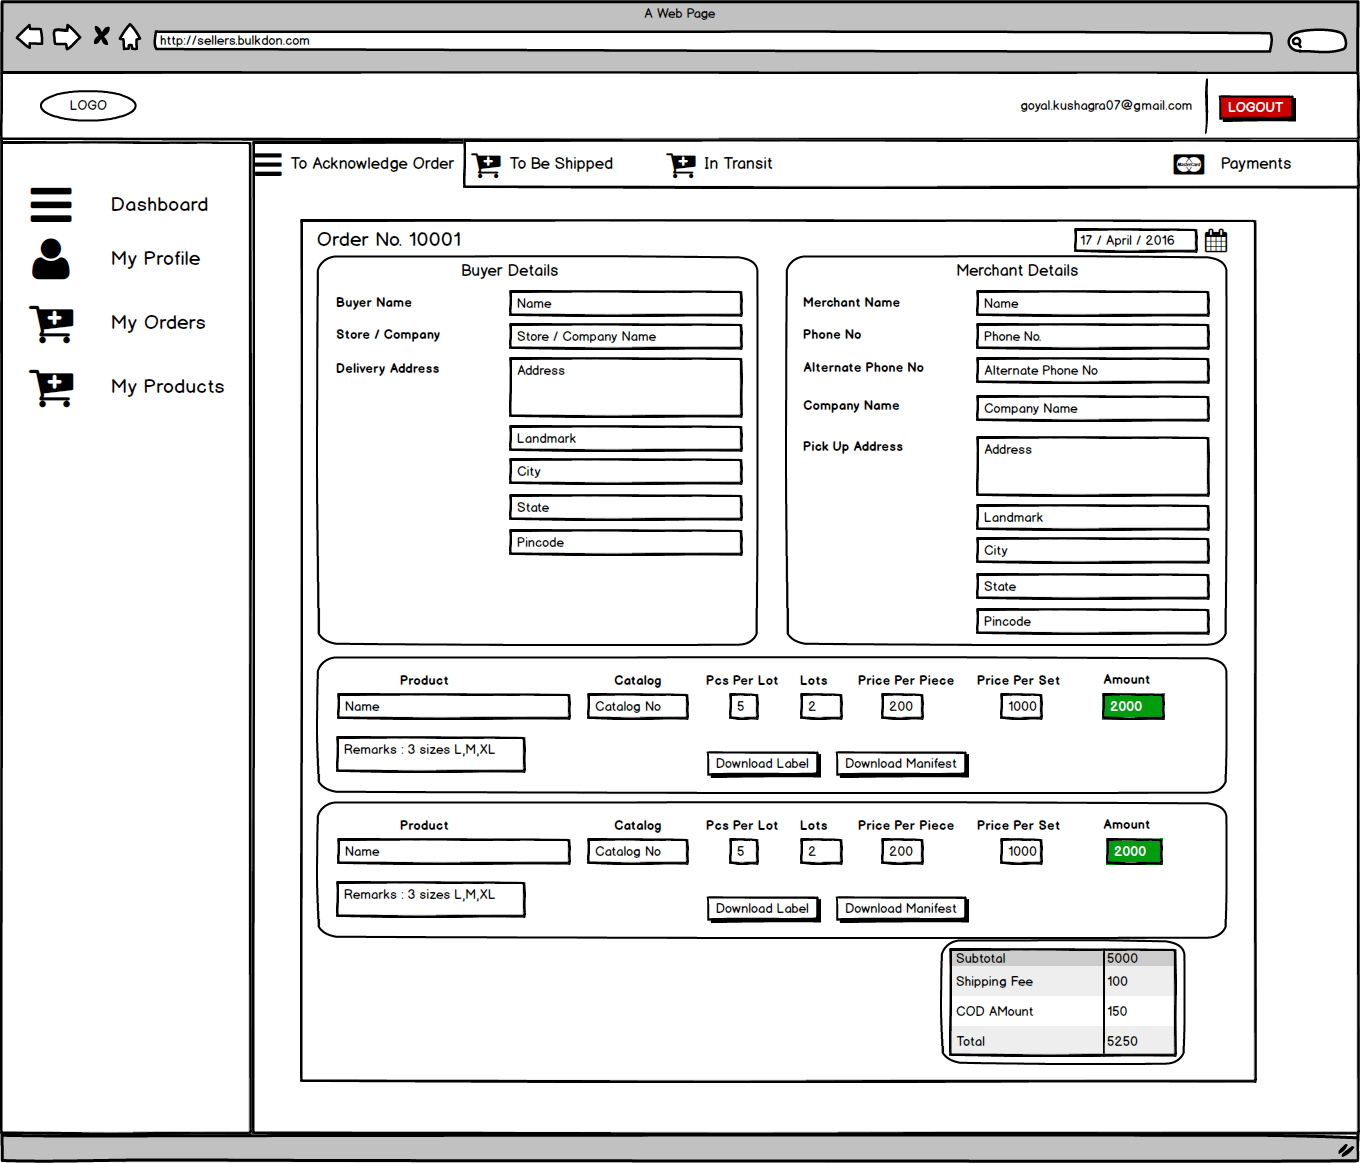 A Web Page
http://sellers.bulkdon.com
LOGO
goyal.kushagra07@gmail.com
LOGOUT
To Acknowledge Order
To Be Shipped
In Transit
MasterCard
Payments
Dashboard
My Profile
My Orders
My Products
Order No. 10001
17 / April / 2016
Buyer Details
Buyer Name
Name
Store / Company
Store / Company Name
Delivery Address
Address
Landmark
City
State
Pincode
Merchant Details
Merchant Name
Name
Phone No
Phone No.
Alternate Phone No
Alternate Phone No
Company Name
Company Name
Pick Up Address
Address
Landmark
City
State
Pincode
Product Catalog Pcs Per Lot Lots Price Per Piece Price Per Set Amount
Name Catalog No 5 2 200 1000 2000
Remarks : 3 sizes L,M,XL
Download Label Download Manifest
Product Catalog Pcs Per Lot Lots Price Per Piece Price Per Set Amount
Name Catalog No 5 2 200 1000 2000
Remarks : 3 sizes L,M,XL
Download Label Download Manifest
Subtotal 5000
Shipping Fee 100
COD AMount 150
Total 5250